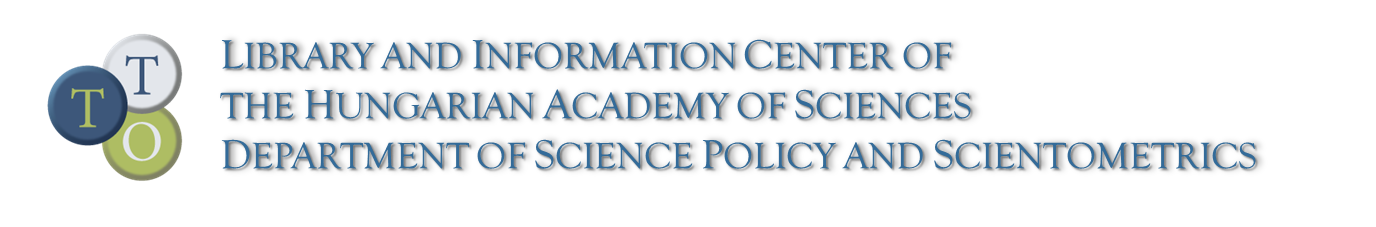 T
T
O
LIBRARY AND INFORMATION CENTER OF
THE HUNGARIAN ACADEMY OF SCIENCES
DEPARTMENT OF SCIENCE POLICY AND SCIENTOMETRICS